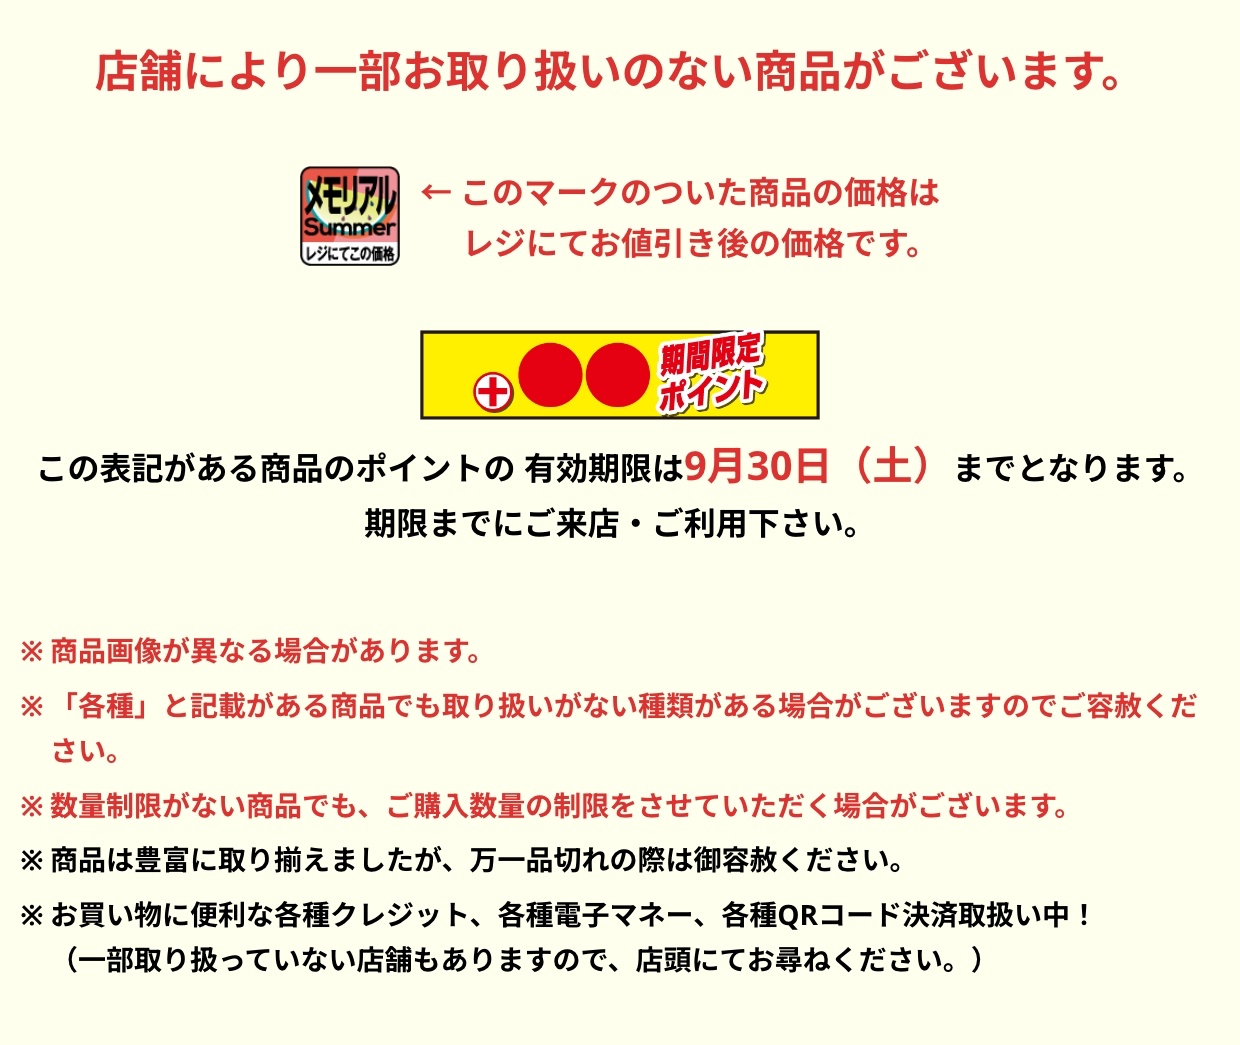 店舗により一部お取り扱いのない商品がございます。
メモリアル
Summer
レジにてこの価格
← このマークのついた商品の価格は
レジにてお値引き後の価格です。
+●● 期間限定
ポイント
この表記がある商品のポイントの 有効期限は9月30日（土）までとなります。
期限までにご来店・ご利用下さい。
※ 商品画像が異なる場合があります。
※ 「各種」と記載がある商品でも取り扱いがない種類がある場合がございますのでご容赦くだ
さい。
※ 数量制限がない商品でも、ご購入数量の制限をさせていただく場合がございます。
※ 商品は豊富に取り揃えましたが、万一品切れの際は御容赦ください。
※ お買い物に便利な各種クレジット、各種電子マネー、各種QRコード決済取扱い中！
（一部取り扱っていない店舗もありますので、店頭にてお尋ねください。）